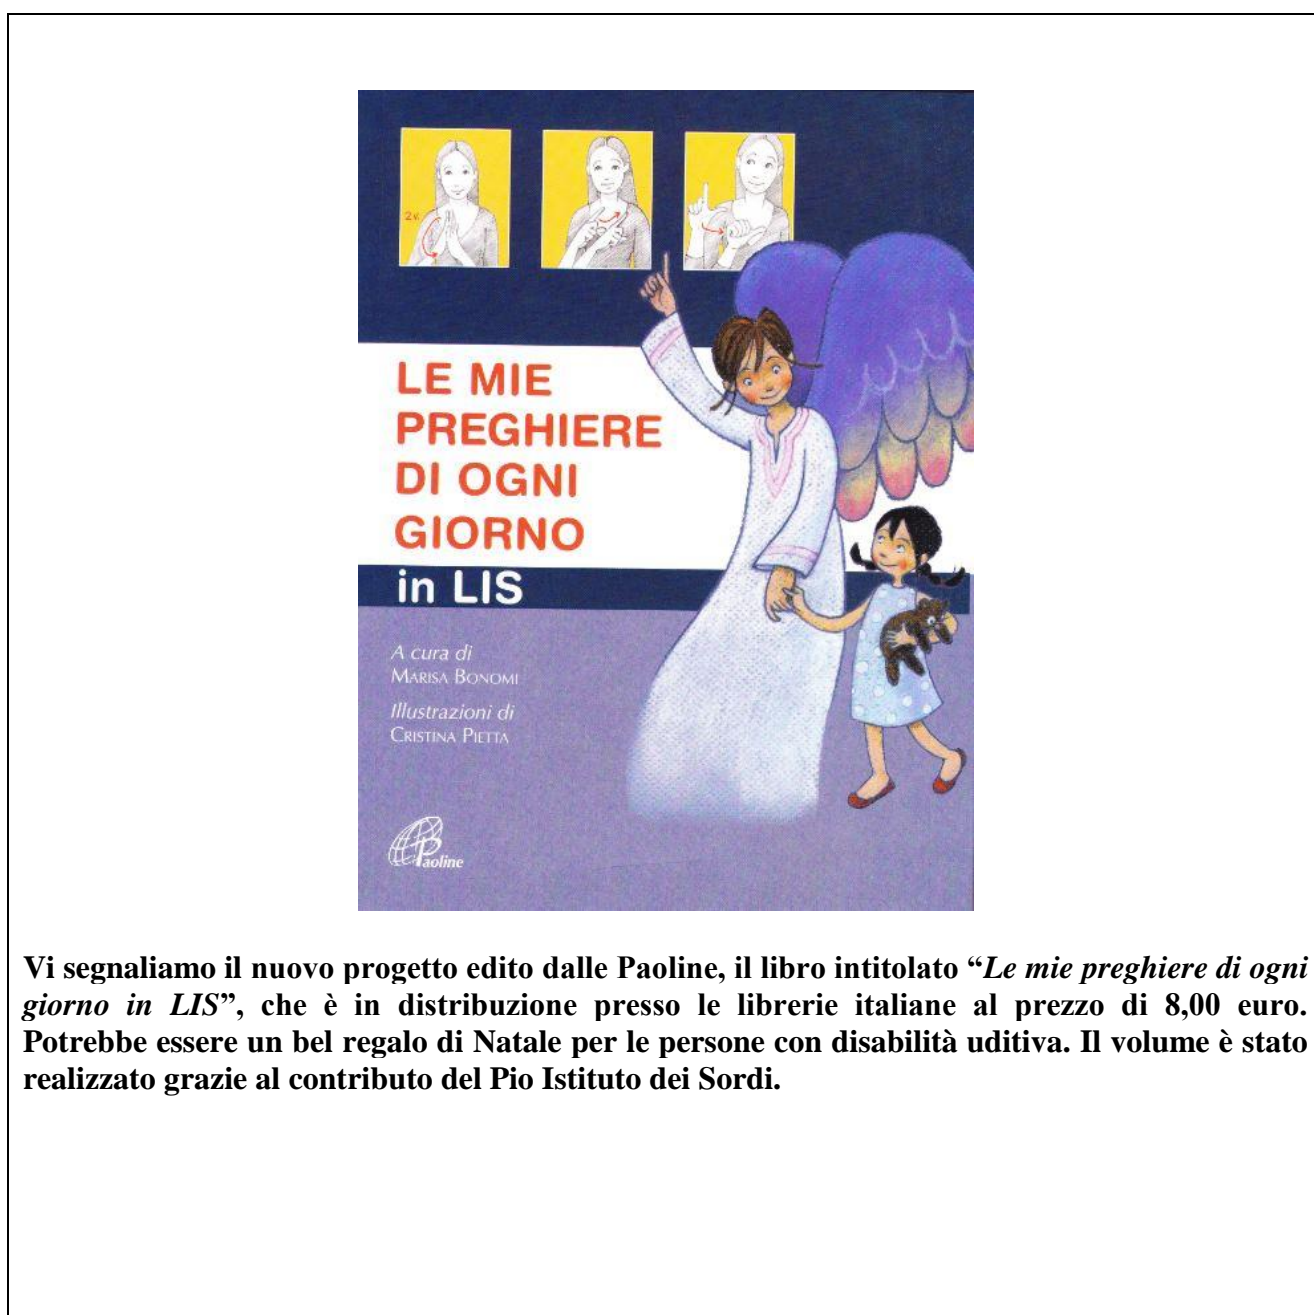 2 v.
LE MIE
PREGHIERE
DI OGNI
GIORNO
in LIS
A cura di
MARISA BONOMI
Illustrazioni di
CRISTINA PIETTA
Paoline
Vi segnaliamo il nuovo progetto edito dalle Paoline, il libro intitolato “Le mie preghiere di ogni
giorno in LIS”, che è in distribuzione presso le librerie italiane al prezzo di 8,00 euro.
Potrebbe essere un bel regalo di Natale per le persone con disabilità uditiva. Il volume è stato
realizzato grazie al contributo del Pio Istituto dei Sordi.